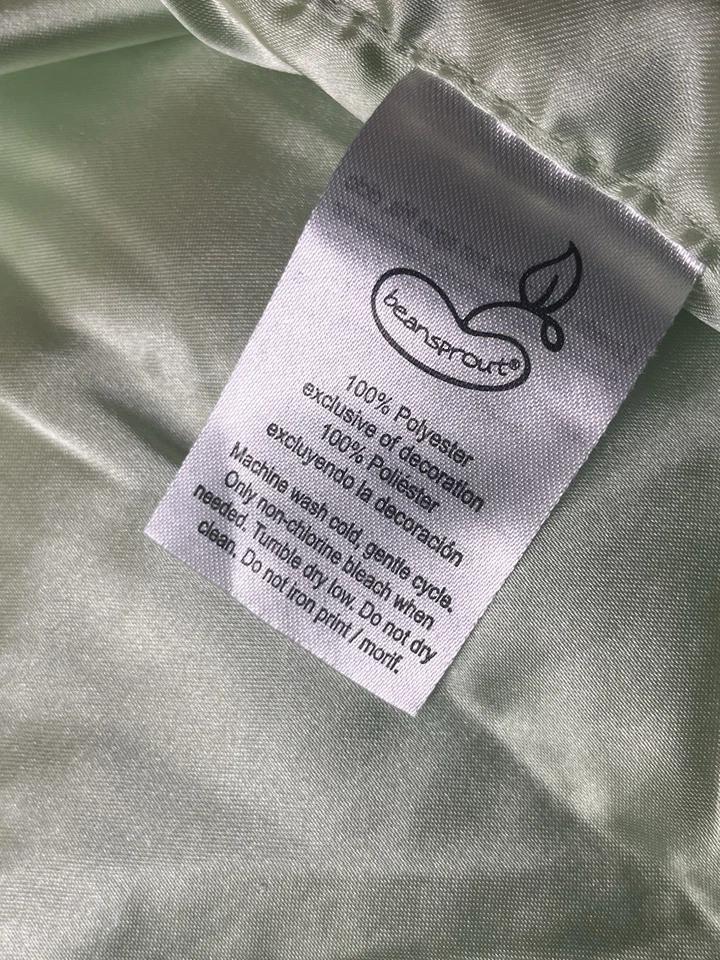 beansprout®
100% Polyester
exclusive of decoration
100% Poliéster
excluyendo la decoración
Machine wash cold, gentle cycle.
Only non-chlorine bleach when
needed. Tumble dry low. Do not dry
clean. Do not iron print / morif.